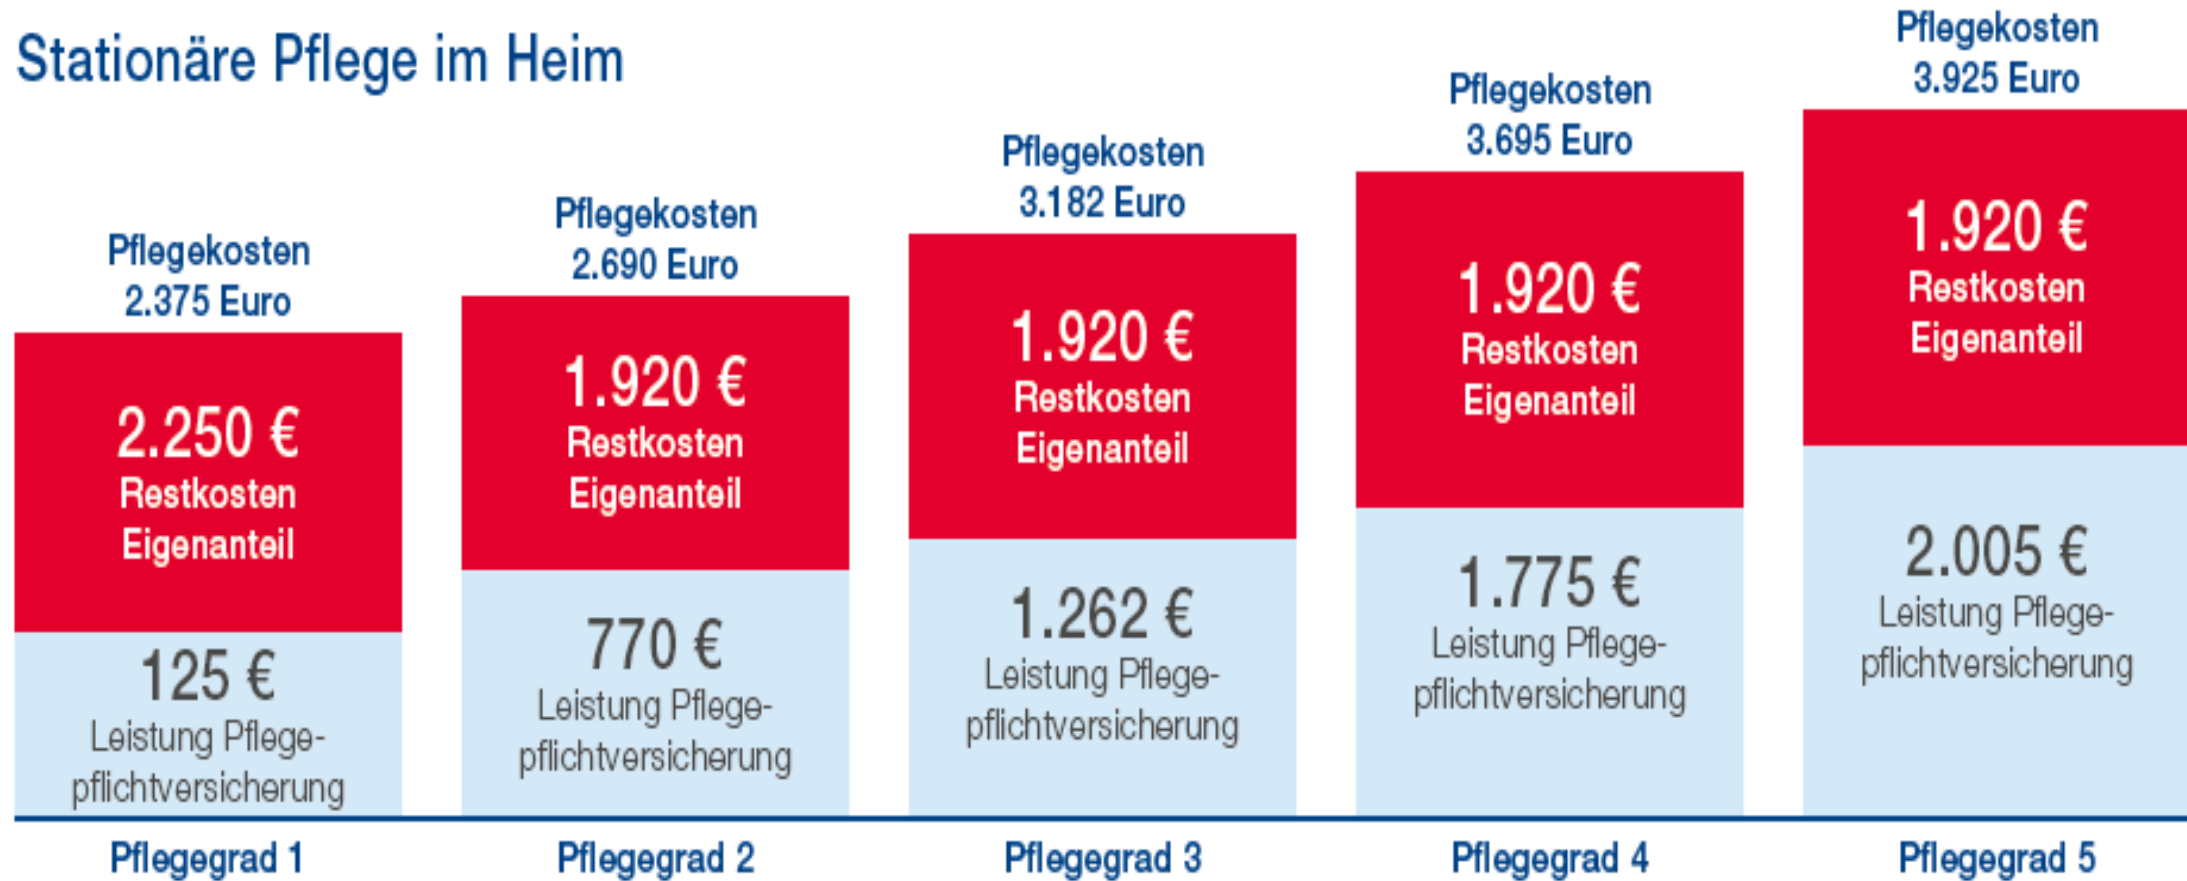 Stationäre Pflege im Heim
Pflegekosten
2.375 Euro
2.250 €
Restkosten
Eigenanteil
125 €
Leistung Pflege-
pflichtversicherung
Pflegegrad 1
Pflegekosten
2.690 Euro
1.920 €
Restkosten
Eigenanteil
770 €
Leistung Pflege-
pflichtversicherung
Pflegegrad 2
Pflegekosten
3.182 Euro
1.920 €
Restkosten
Eigenanteil
1.262 €
Leistung Pflege-
pflichtversicherung
Pflegegrad 3
Pflegekosten
3.695 Euro
1.920 €
Restkosten
Eigenanteil
1.775 €
Leistung Pflege-
pflichtversicherung
Pflegegrad 4
Pflegekosten
3.925 Euro
1.920 €
Restkosten
Eigenanteil
2.005 €
Leistung Pflege-
pflichtversicherung
Pflegegrad 5